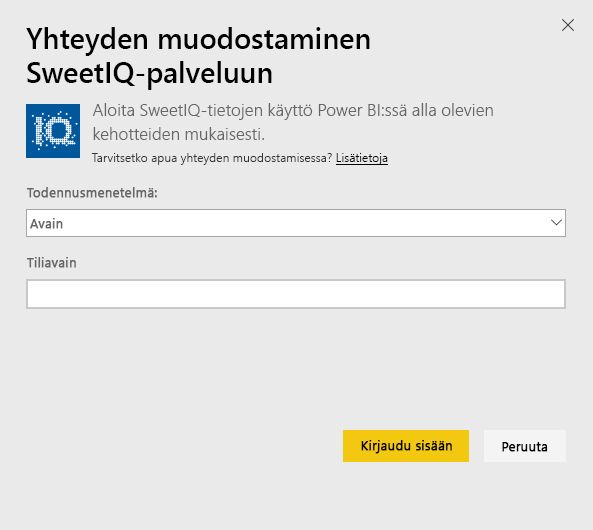 Yhteyden muodostaminen
SweetIQ-palveluun
IQ
Aloita SweetIQ-tietojen käyttö Power BI:ssä alla olevien
kehotteiden mukaisesti.
Tarvitsetko apua yhteyden muodostamisessa? Lisätietoja
Todennusmenetelmä:
Avain
Tiliavain
Kirjaudu sisään
Peruuta